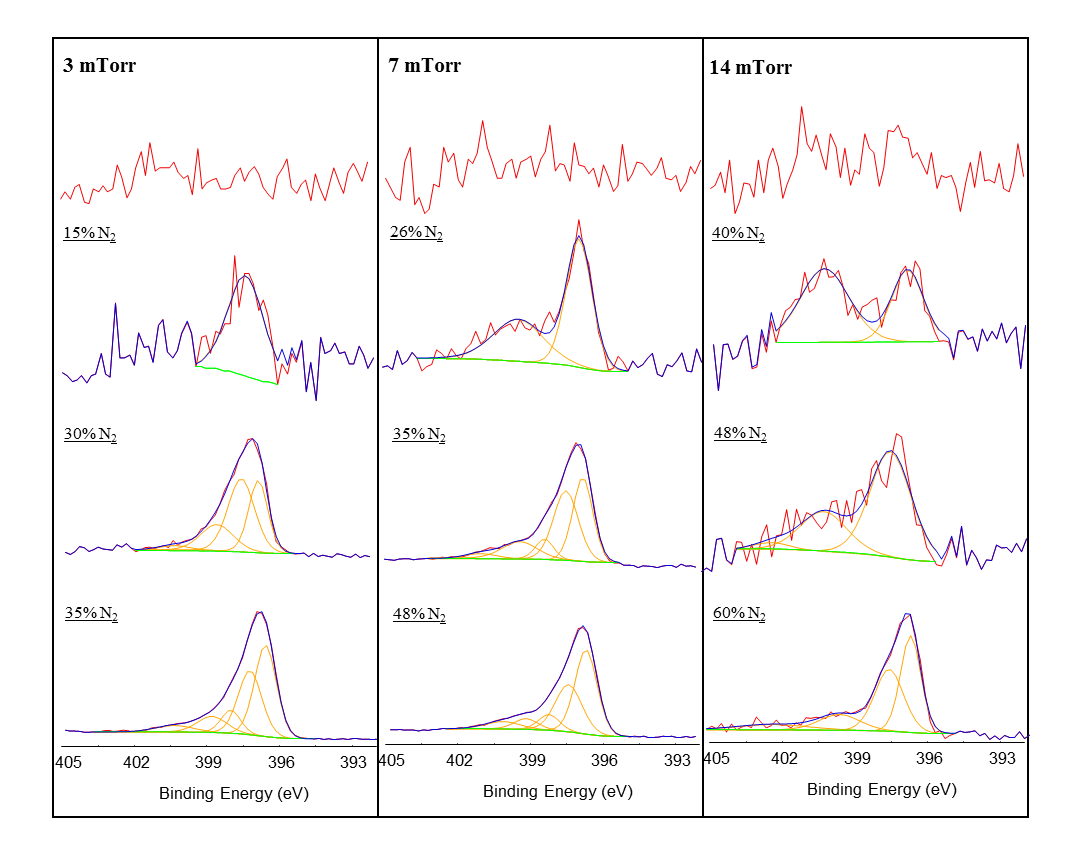 3 mTorr
15% N₂
30% N₂
35% N₂
405 402 399 396 393
Binding Energy (eV)
7 mTorr
26% N₂
35% N₂
48% N₂
405 402 399 396 393
Binding Energy (eV)
14 mTorr
40% N₂
48% N₂
60% N₂
405 402 399 396 393
Binding Energy (eV)